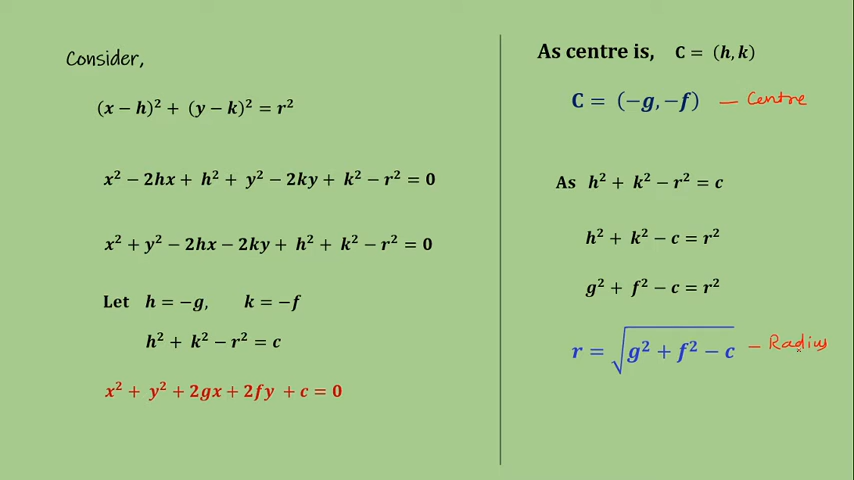 Consider,
(x − h)² + (y − k)² = r²
x² − 2hx + h² + y² − 2ky + k² − r² = 0
x² + y² − 2hx − 2ky + h² + k² − r² = 0
Let h = −g, k = −f
h² + k² − r² = c
x² + y² + 2gx + 2fy + c = 0
As centre is, C = (h, k)
C = (−g, −f) — Centre
As h² + k² − r² = c
h² + k² − c = r²
g² + f² − c = r²
r = √(g² + f² − c) — Radius